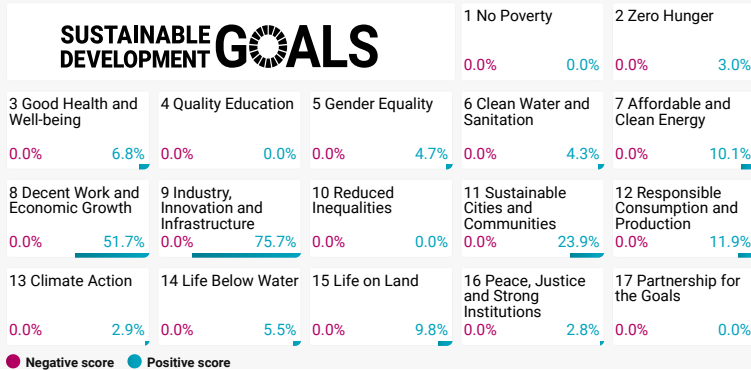 SUSTAINABLE
DEVELOPMENT
GOALS
1 No Poverty
0.0% 0.0%
2 Zero Hunger
0.0% 3.0%
3 Good Health and
Well-being
0.0% 6.8%
4 Quality Education
0.0% 0.0%
5 Gender Equality
0.0% 4.7%
6 Clean Water and
Sanitation
0.0% 4.3%
7 Affordable and
Clean Energy
0.0% 10.1%
8 Decent Work and
Economic Growth
0.0% 51.7%
9 Industry,
Innovation and
Infrastructure
0.0% 75.7%
10 Reduced
Inequalities
0.0% 0.0%
11 Sustainable
Cities and
Communities
0.0% 23.9%
12 Responsible
Consumption and
Production
0.0% 11.9%
13 Climate Action
0.0% 2.9%
14 Life Below Water
0.0% 5.5%
15 Life on Land
0.0% 9.8%
16 Peace, Justice
and Strong
Institutions
0.0% 2.8%
17 Partnership for
the Goals
0.0% 0.0%
Negative score Positive score